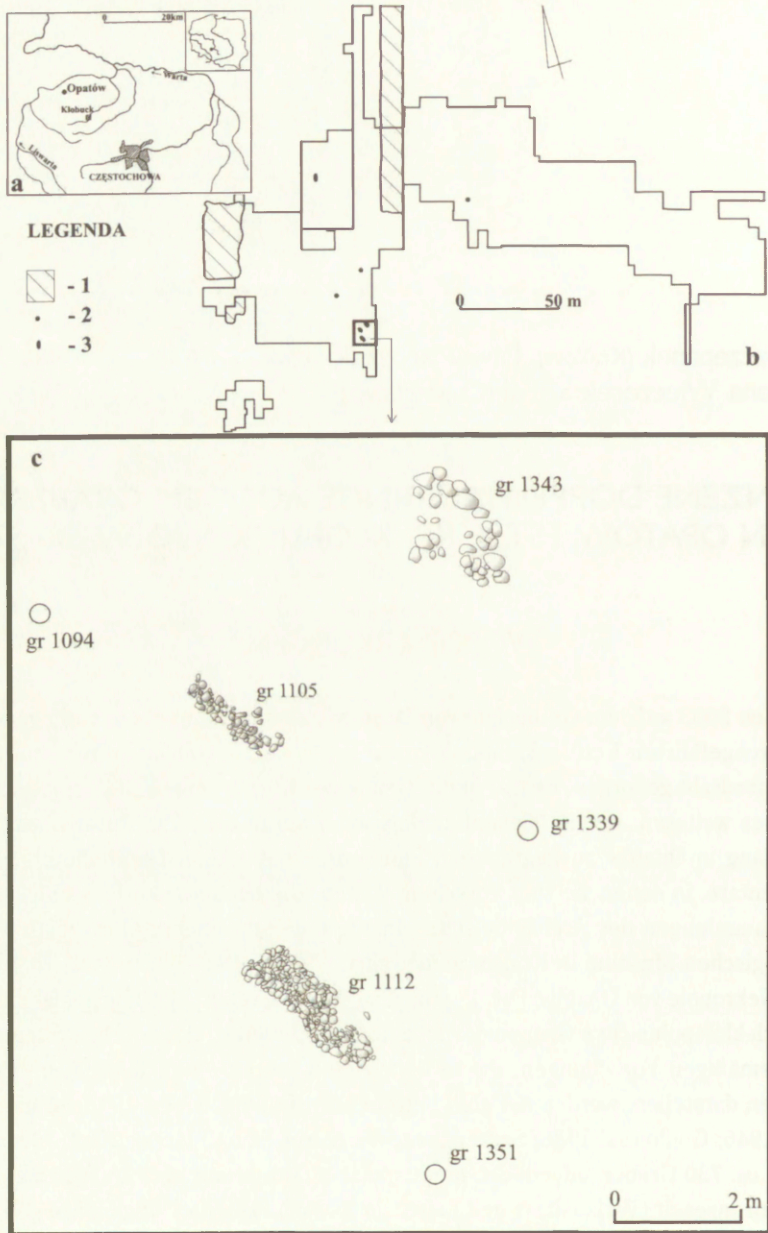 0 20km
Warta
Opatów
Kłobuck
Liswarta
CZĘSTOCHOWA
a
LEGENDA
- 1
- 2
- 3
0 50 m
b
c
gr 1343
gr 1094
gr 1105
gr 1339
gr 1112
gr 1351
0 2 m